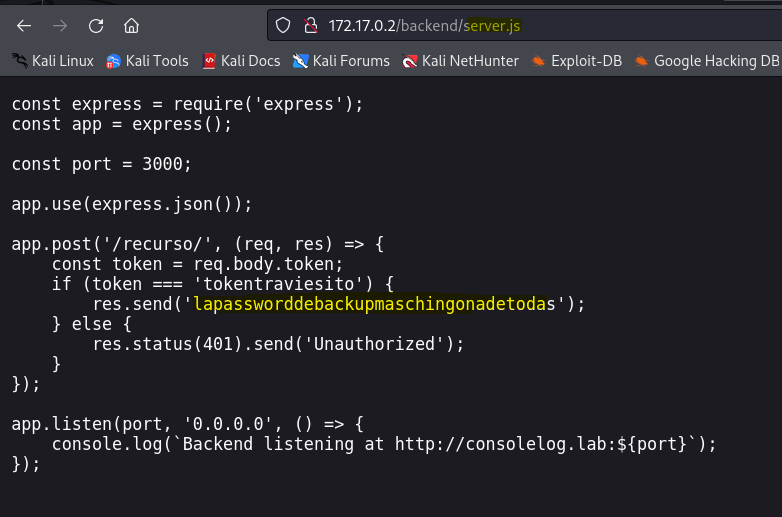 172.17.0.2/backend/server.js
Kali Linux Kali Tools Kali Docs Kali Forums Kali NetHunter Exploit-DB Google Hacking DB
const express = require('express');
const app = express();
const port = 3000;
app.use(express.json());
app.post('/recurso/', (req, res) => {
    const token = req.body.token;
    if (token === 'tokentraviesito') {
        res.send('lapassworddebackupmaschingonadetodas');
    } else {
        res.status(401).send('Unauthorized');
    }
});
app.listen(port, '0.0.0.0', () => {
    console.log(`Backend listening at http://consolelog.lab:${port}`);
});